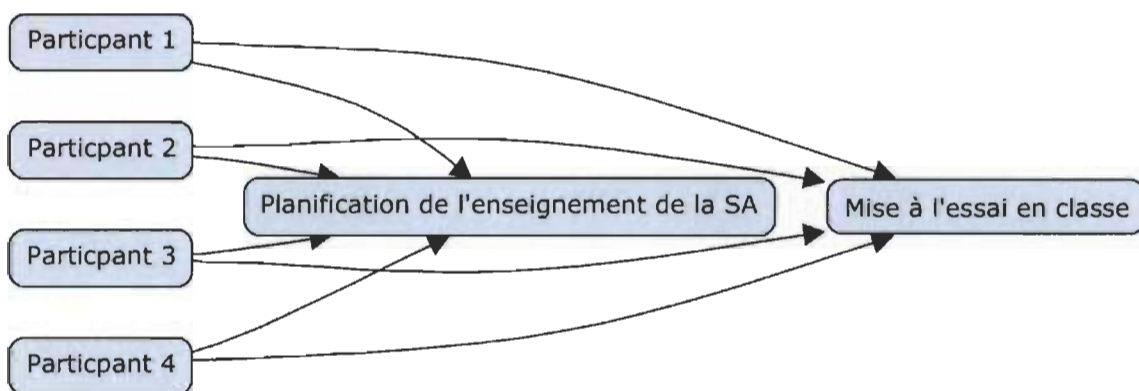 Particpant 1
Particpant 2
Planification de l'enseignement de la SA
Mise à l'essai en classe
Particpant 3
Particpant 4